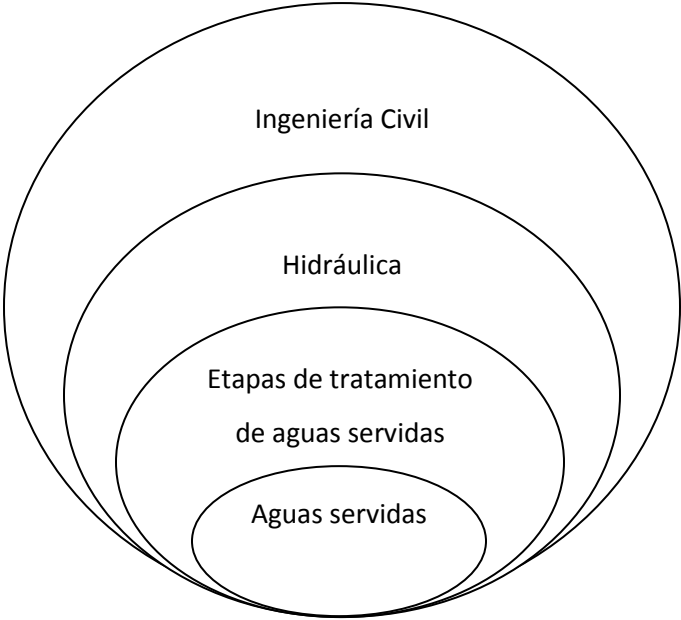 Ingeniería Civil
Hidráulica
Etapas de tratamiento
de aguas servidas
Aguas servidas